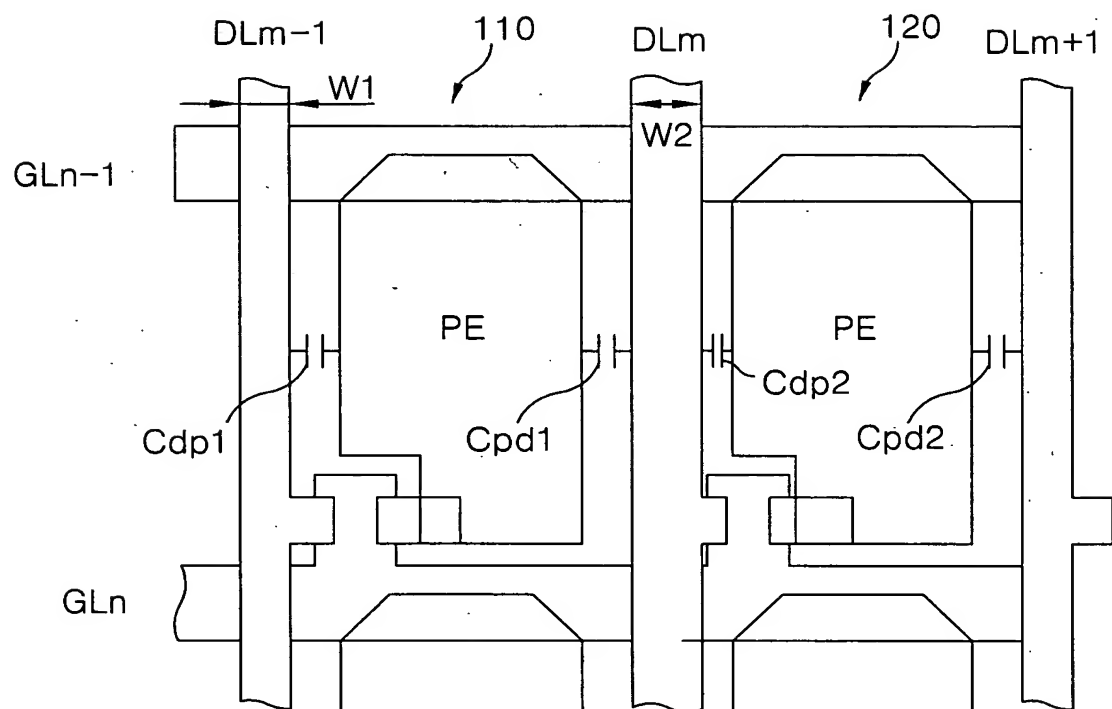 DLm-1
110
DLm
120
DLm+1
W1
W2
GLn-1
PE
PE
Cdp1
Cpd1
Cdp2
Cpd2
GLn